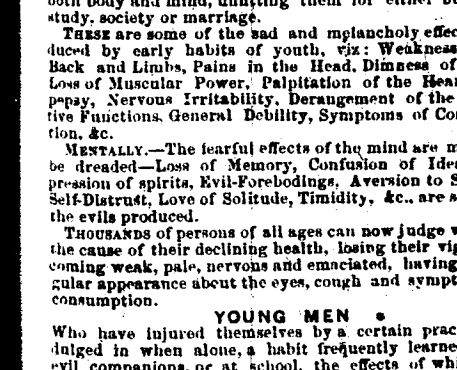 both body and mind, unfitting them for either
study, society or marriage.
THESE are some of the sad and melancholy effec
duced by early habits of youth, viz: Weakness
Back and Limbs, Pains in the Head, Dimness of
Loss of Muscular Power, Palpitation of the Hear
pepsy, Nervous Irritability, Derangement of the
tive Functions, General Debility, Symptoms of Co
tion, &c.
MENTALLY.—The fearful effects of the mind are m
be dreaded—Loss of Memory, Confusion of Ide
pression of spirits, Evil-Forebodings, Aversion to S
Self-Distrust, Love of Solitude, Timidity, &c., are s
the evils produced.
THOUSANDS of persons of all ages can now judge w
the cause of their declining health, losing their vig
coming weak, pale, nervous and emaciated, having
gular appearance about the eyes, cough and sympt
consumption.
YOUNG MEN
Who have injured themselves by a certain prac
dulged in when alone, a habit frequently learne
evil companions, or at school, the effects of whi